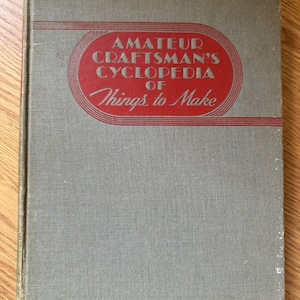 AMATEUR
CRAFTSMAN'S
CYCLOPEDIA
OF
Things to Make